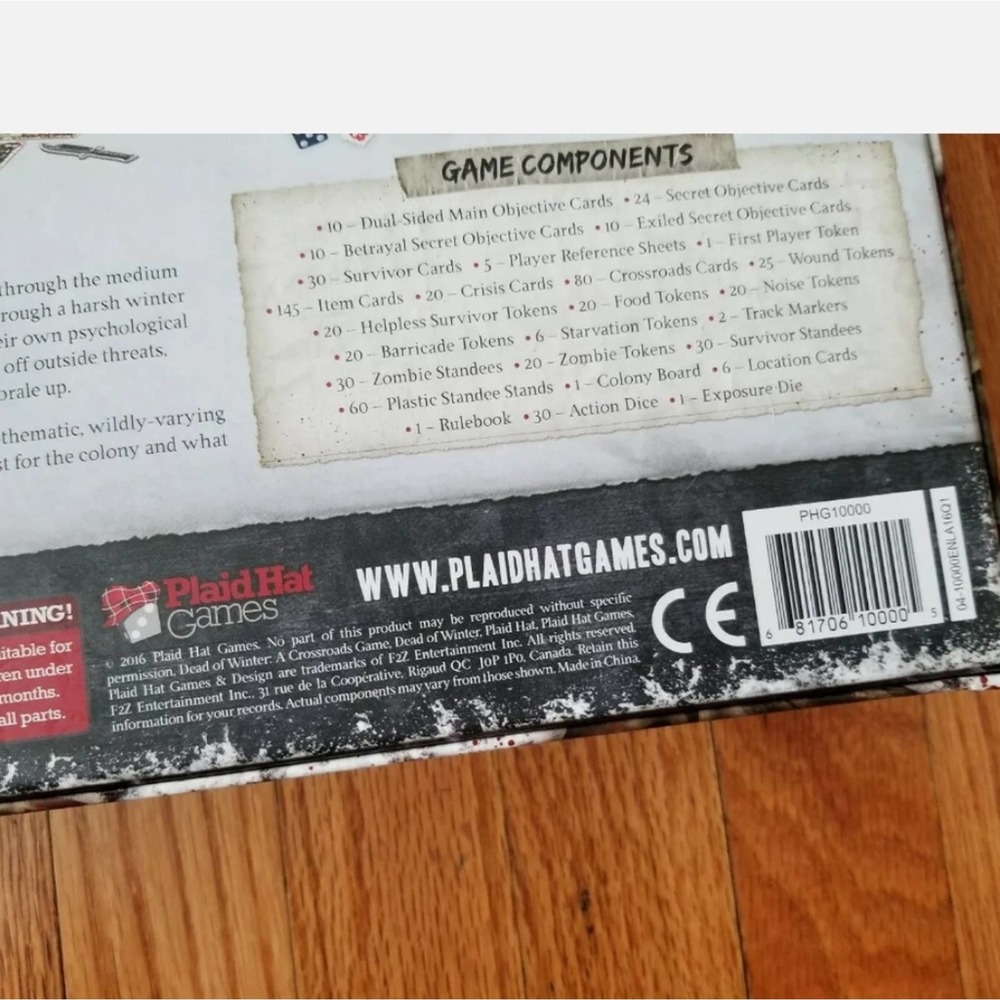 GAME COMPONENTS
• 10 – Dual-Sided Main Objective Cards • 24 – Secret Objective Cards
• 10 – Betrayal Secret Objective Cards • 10 – Exiled Secret Objective Cards
• 30 – Survivor Cards • 5 – Player Reference Sheets • 1 – First Player Token
• 145 – Item Cards • 20 – Crisis Cards • 80 – Crossroads Cards • 25 – Wound Tokens
• 20 – Helpless Survivor Tokens • 20 – Food Tokens • 20 – Noise Tokens
• 20 – Barricade Tokens • 6 – Starvation Tokens • 2 – Track Markers
• 30 – Zombie Standees • 20 – Zombie Tokens • 30 – Survivor Standees
• 60 – Plastic Standee Stands • 1 – Colony Board • 6 – Location Cards
• 1 – Rulebook • 30 – Action Dice • 1 – Exposure Die
through the medium
rough a harsh winter
eir own psychological
off outside threats,
orale up.
thematic, wildly-varying
st for the colony and what
NING!
itable for
ren under
months.
all parts.
Plaid Hat
Games
WWW.PLAIDHATGAMES.COM
© 2016 Plaid Hat Games. No part of this product may be reproduced without specific
permission. Dead of Winter: A Crossroads Game, Dead of Winter, Plaid Hat, Plaid Hat Games,
Plaid Hat Games & Design are trademarks of F2Z Entertainment Inc. All rights reserved.
F2Z Entertainment Inc., 31 rue de la Coopérative, Rigaud QC J0P 1P0, Canada. Retain this
information for your records. Actual components may vary from those shown. Made in China.
CE
PHG10000
6 81706 10000 5
04-10000ENLA16Q1